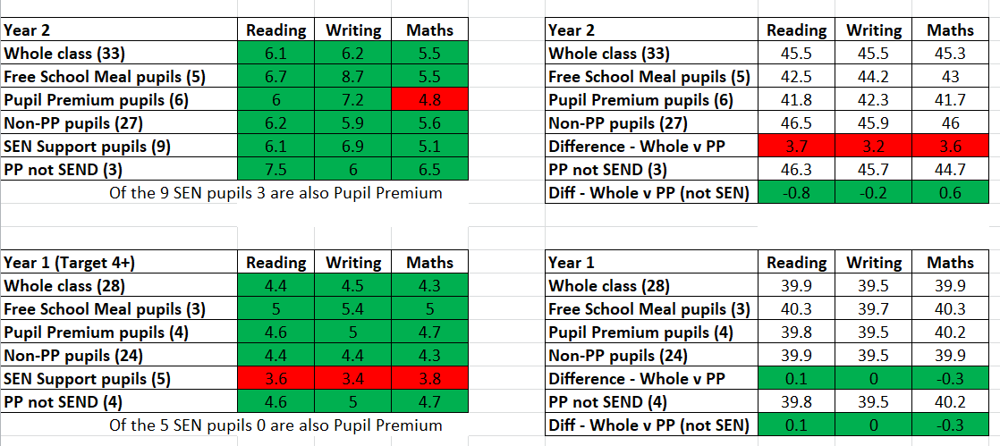 Year 2 Reading Writing Maths
Whole class (33) 6.1 6.2 5.5
Free School Meal pupils (5) 6.7 8.7 5.5
Pupil Premium pupils (6) 6 7.2 4.8
Non-PP pupils (27) 6.2 5.9 5.6
SEN Support pupils (9) 6.1 6.9 5.1
PP not SEND (3) 7.5 6 6.5
Of the 9 SEN pupils 3 are also Pupil Premium
Year 2 Reading Writing Maths
Whole class (33) 45.5 45.5 45.3
Free School Meal pupils (5) 42.5 44.2 43
Pupil Premium pupils (6) 41.8 42.3 41.7
Non-PP pupils (27) 46.5 45.9 46
Difference - Whole v PP 3.7 3.2 3.6
PP not SEND (3) 46.3 45.7 44.7
Diff - Whole v PP (not SEN) -0.8 -0.2 0.6
Year 1 (Target 4+) Reading Writing Maths
Whole class (28) 4.4 4.5 4.3
Free School Meal pupils (3) 5 5.4 5
Pupil Premium pupils (4) 4.6 5 4.7
Non-PP pupils (24) 4.4 4.4 4.3
SEN Support pupils (5) 3.6 3.4 3.8
PP not SEND (4) 4.6 5 4.7
Of the 5 SEN pupils 0 are also Pupil Premium
Year 1 Reading Writing Maths
Whole class (28) 39.9 39.5 39.9
Free School Meal pupils (3) 40.3 39.7 40.3
Pupil Premium pupils (4) 39.8 39.5 40.2
Non-PP pupils (24) 39.9 39.5 39.9
Difference - Whole v PP 0.1 0 -0.3
PP not SEND (4) 39.8 39.5 40.2
Diff - Whole v PP (not SEN) 0.1 0 -0.3